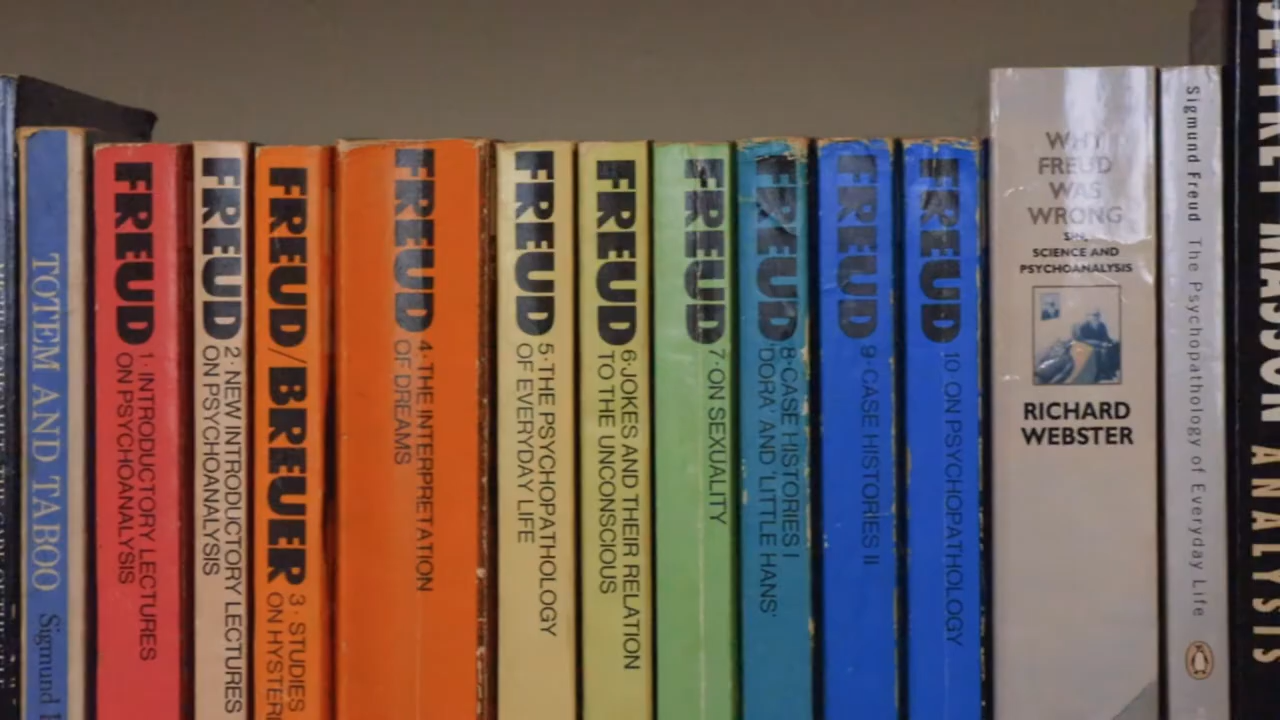 TOTEM AND TABOO Sigmund
FREUD 1·INTRODUCTORY LECTURES
ON PSYCHOANALYSIS
FREUD 2·NEW INTRODUCTORY LECTURES
ON PSYCHOANALYSIS
FREUD/BREUER 3·STUDIES
ON HYSTERI
FREUD 4·THE INTERPRETATION
OF DREAMS
FREUD 5·THE PSYCHOPATHOLOGY
OF EVERYDAY LIFE
FREUD 6·JOKES AND THEIR RELATION
TO THE UNCONSCIOUS
FREUD 7·ON SEXUALITY
FREUD 8·CASE HISTORIES I
'DORA' AND 'LITTLE HANS'
FREUD 9·CASE HISTORIES II
FREUD 10 ON PSYCHOPATHOLOGY
WHY
FREUD
WAS
WRONG
SIN,
SCIENCE AND
PSYCHOANALYSIS
RICHARD
WEBSTER
Sigmund Freud The Psychopathology of Everyday Life
MASSON ANALYSIS